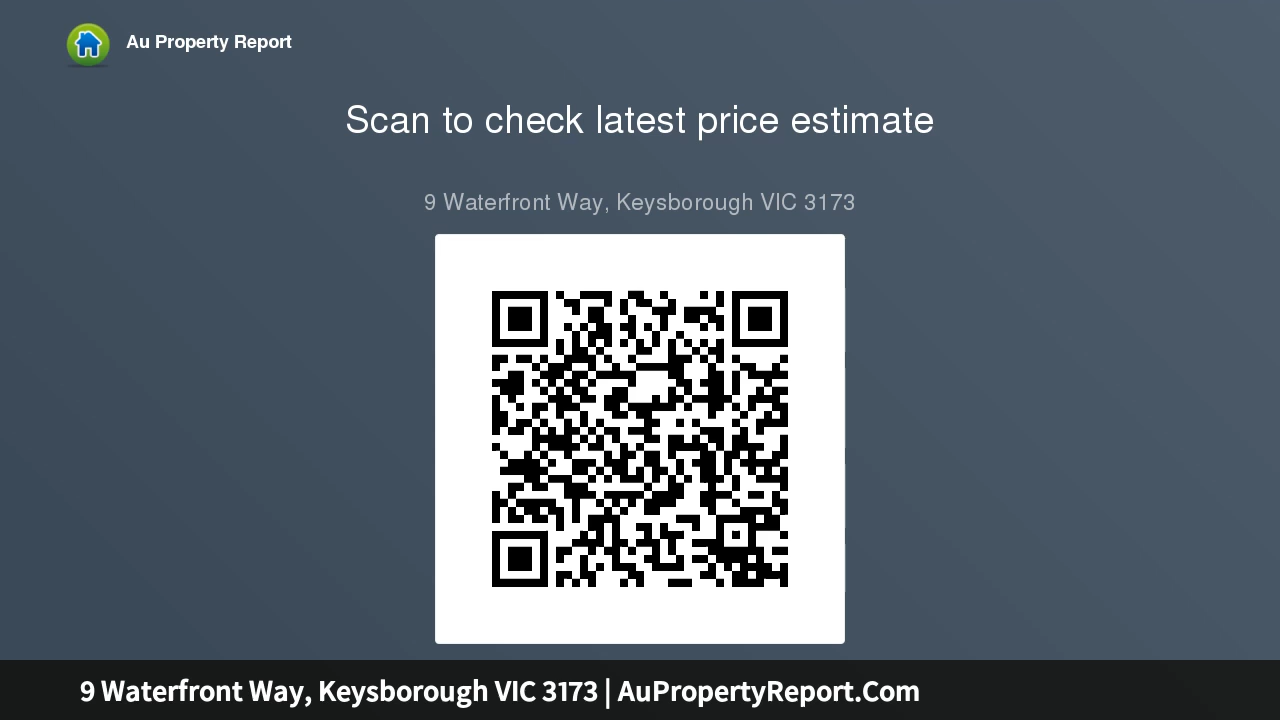 Au Property Report
Scan to check latest price estimate
9 Waterfront Way, Keysborough VIC 3173
9 Waterfront Way, Keysborough VIC 3173 | AuPropertyReport.Com